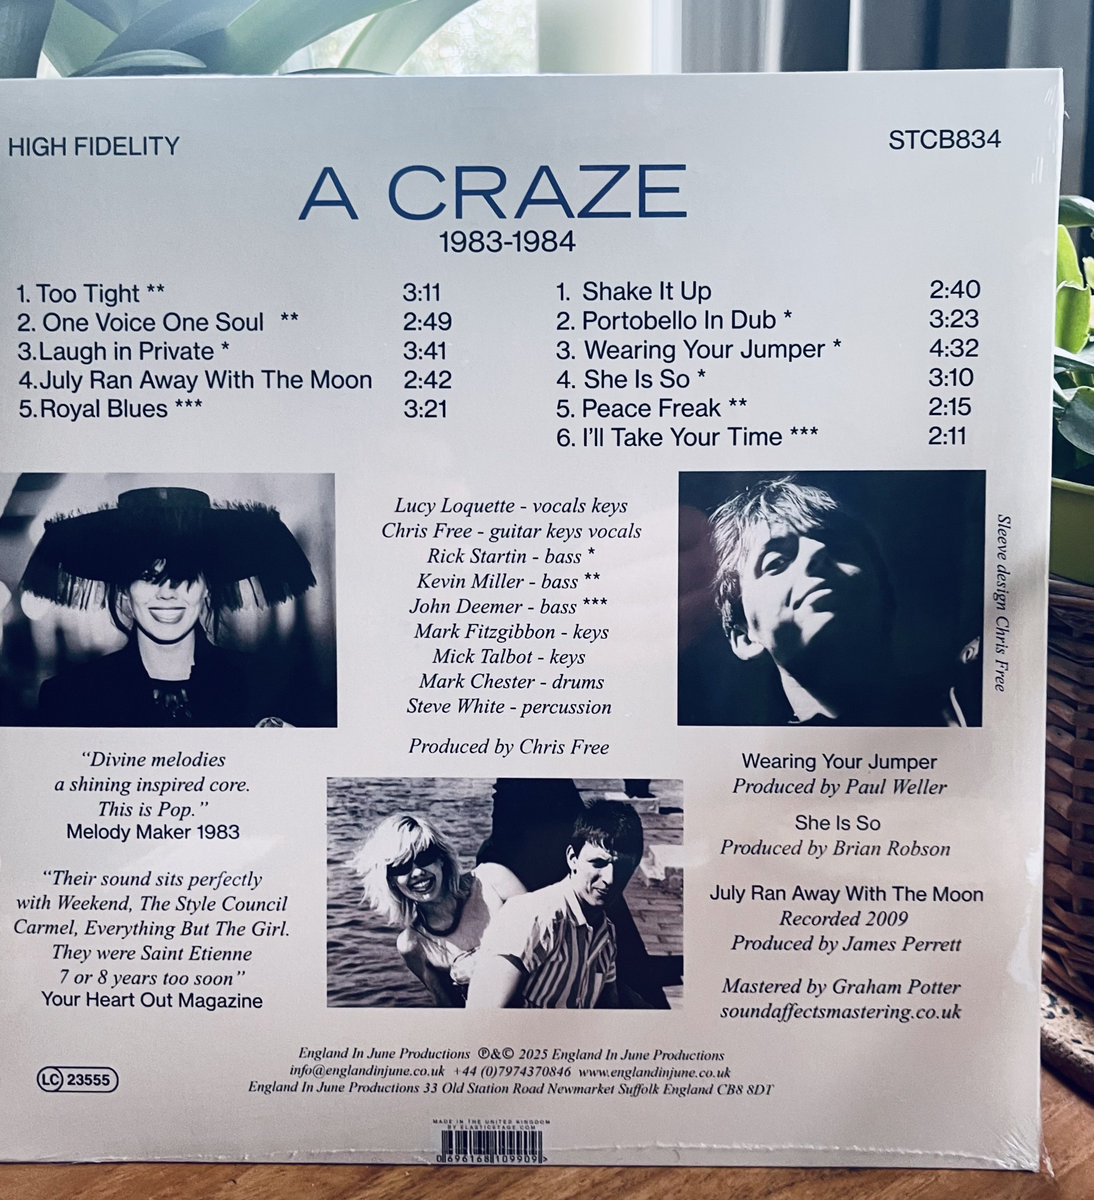 HIGH FIDELITY
STCB834
A CRAZE
1983-1984
1. Too Tight ** 3:11
2. One Voice One Soul ** 2:49
3.Laugh in Private * 3:41
4.July Ran Away With The Moon 2:42
5.Royal Blues *** 3:21
1. Shake It Up 2:40
2. Portobello In Dub * 3:23
3. Wearing Your Jumper * 4:32
4. She Is So * 3:10
5. Peace Freak ** 2:15
6. I'll Take Your Time *** 2:11
Lucy Loquette - vocals keys
Chris Free - guitar keys vocals
Rick Startin - bass *
Kevin Miller - bass **
John Deemer - bass ***
Mark Fitzgibbon - keys
Mick Talbot - keys
Mark Chester - drums
Steve White - percussion
Produced by Chris Free
Sleeve design Chris Free
“Divine melodies
a shining inspired core.
This is Pop.”
Melody Maker 1983
“Their sound sits perfectly
with Weekend, The Style Council
Carmel, Everything But The Girl.
They were Saint Etienne
7 or 8 years too soon”
Your Heart Out Magazine
Wearing Your Jumper
Produced by Paul Weller
She Is So
Produced by Brian Robson
July Ran Away With The Moon
Recorded 2009
Produced by James Perrett
Mastered by Graham Potter
soundaffectsmastering.co.uk
England In June Productions ℗&© 2025 England In June Productions
info@englandinjune.co.uk +44 (0)7974370846 www.englandinjune.co.uk
England In June Productions 33 Old Station Road Newmarket Suffolk England CB8 8DT
LC 23555
MADE IN THE UNITED KINGDOM
BY ELASTICSTAGE.COM
0 696168 109909 >